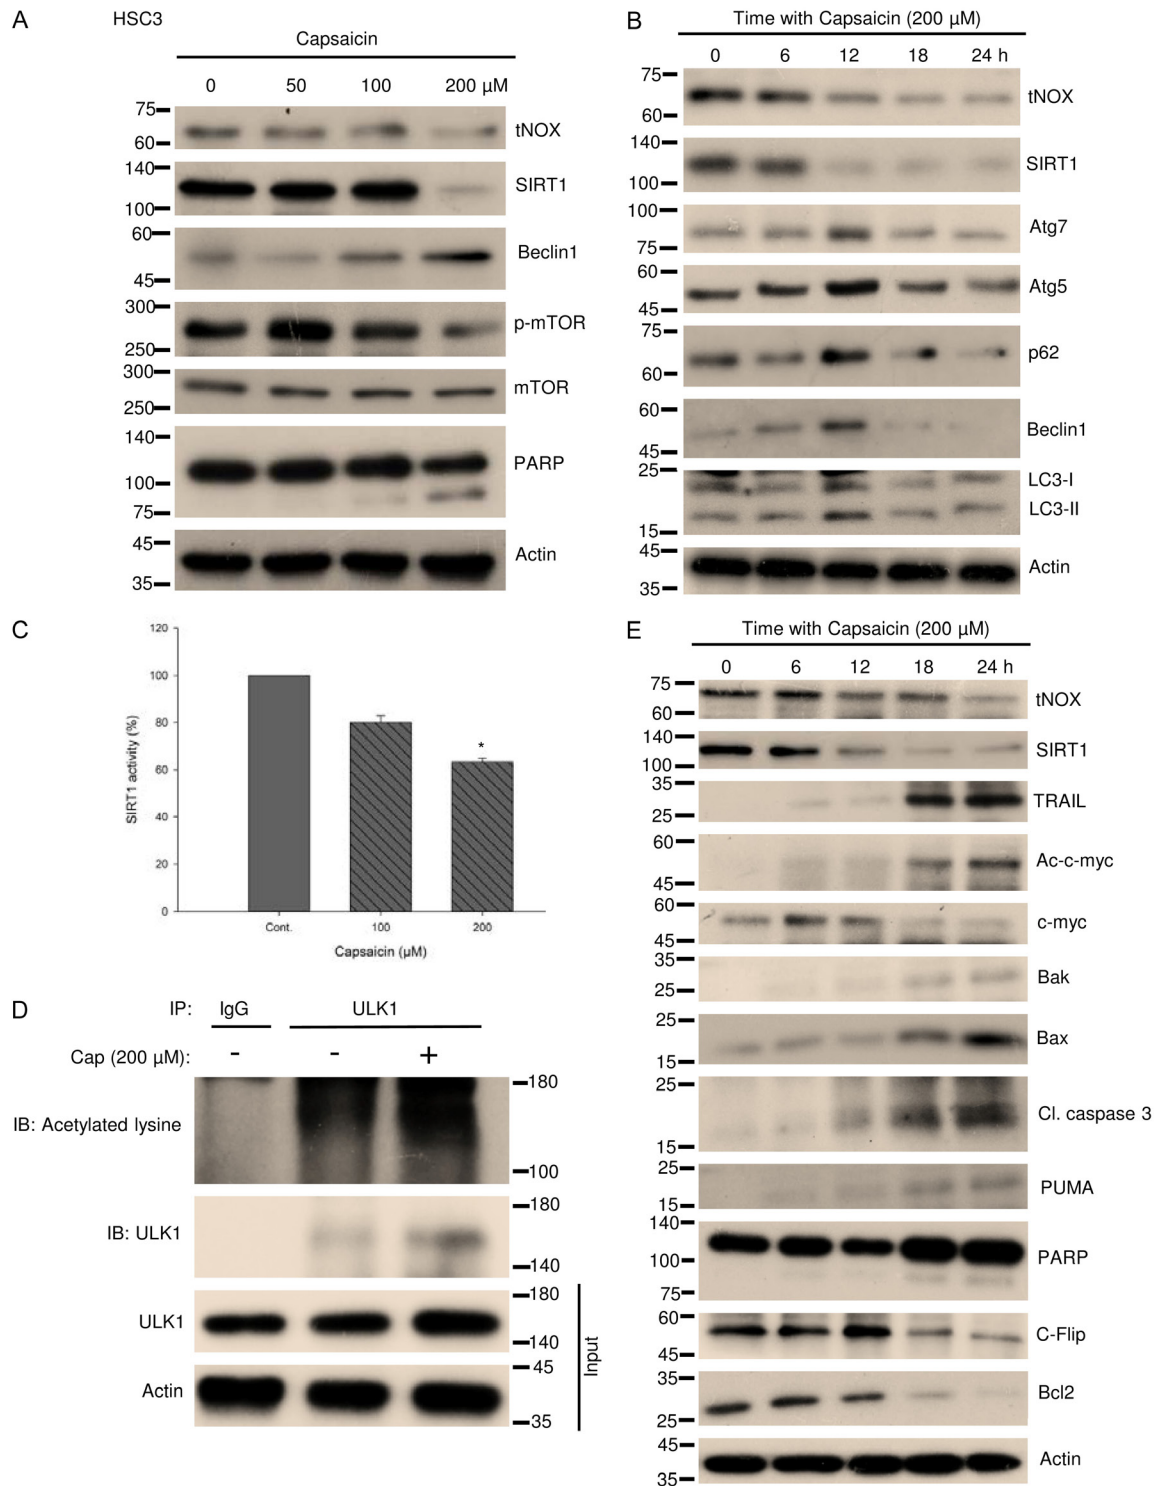 A
HSC3
Capsaicin
0 50 100 200 µM
75
60
tNOX
140
100
SIRT1
60
45
Beclin1
300
250
p-mTOR
300
250
mTOR
140
100
75
PARP
45
35
Actin
B
Time with Capsaicin (200 µM)
0 6 12 18 24 h
75
60
tNOX
140
100
SIRT1
100
75
Atg7
60
45
Atg5
75
60
p62
60
45
Beclin1
25
LC3-I
LC3-II
15
45
35
Actin
C
120
100
80
60
40
20
0
SIRT1 activity (%)
*
Cont. 100 200
Capsaicin (µM)
D
IP: IgG ULK1
Cap (200 µM): - - +
IB: Acetylated lysine
180
100
IB: ULK1
180
140
ULK1
180
140
Actin
45
35
Input
E
Time with Capsaicin (200 µM)
0 6 12 18 24 h
75
60
tNOX
140
100
SIRT1
35
25
TRAIL
60
45
Ac-c-myc
60
45
c-myc
35
25
Bak
25
15
Bax
25
15
Cl. caspase 3
25
15
PUMA
140
100
75
PARP
60
45
C-Flip
35
25
Bcl2
45
35
Actin